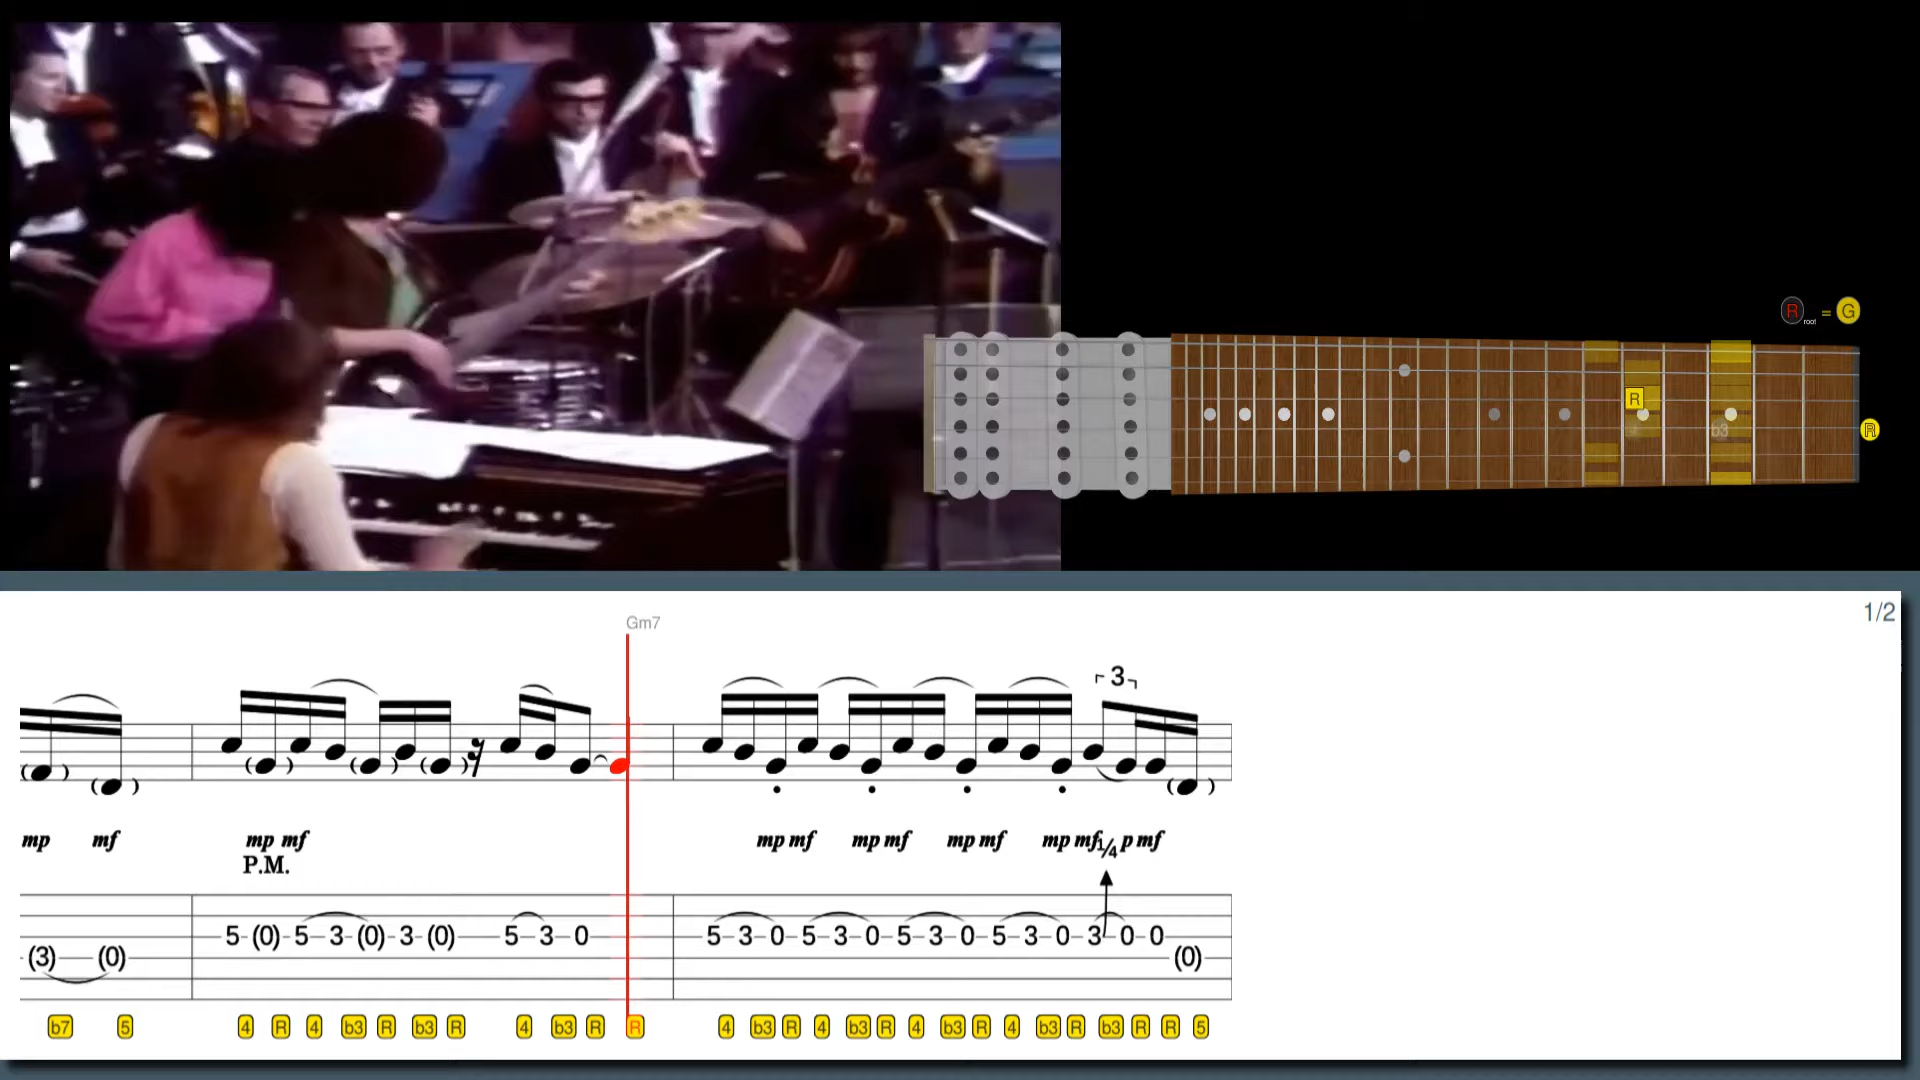 R root = G
R
R
b3
1/2
Gm7
3
mp mf mp mf mp mf mp mf mp mf mp mf 1/4 p mf
P.M.
5 (0) 5 3 (0) 3 (0) 5 3 0 5 3 0 5 3 0 5 3 0 5 3 0 3 0 0
(3) (0) (0)
b7 5 4 R 4 b3 R b3 R 4 b3 R R 4 b3 R 4 b3 R 4 b3 R 4 b3 R b3 R R 5